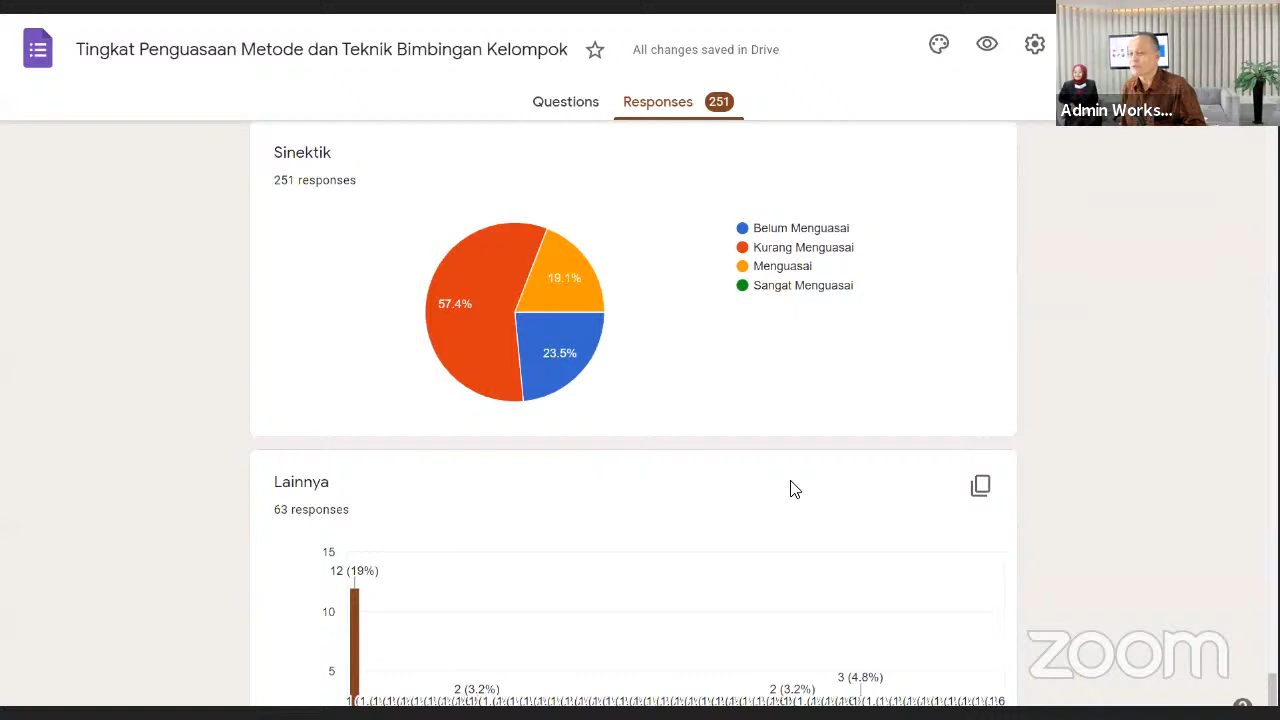 Tingkat Penguasaan Metode dan Teknik Bimbingan Kelompok
All changes saved in Drive
Admin Works...
Questions
Responses 251
Sinektik
251 responses
Belum Menguasai
Kurang Menguasai
Menguasai
Sangat Menguasai
19.1%
57.4%
23.5%
Lainnya
63 responses
15
12 (19%)
10
5
3 (4.8%)
2 (3.2%)
2 (3.2%)
zoom